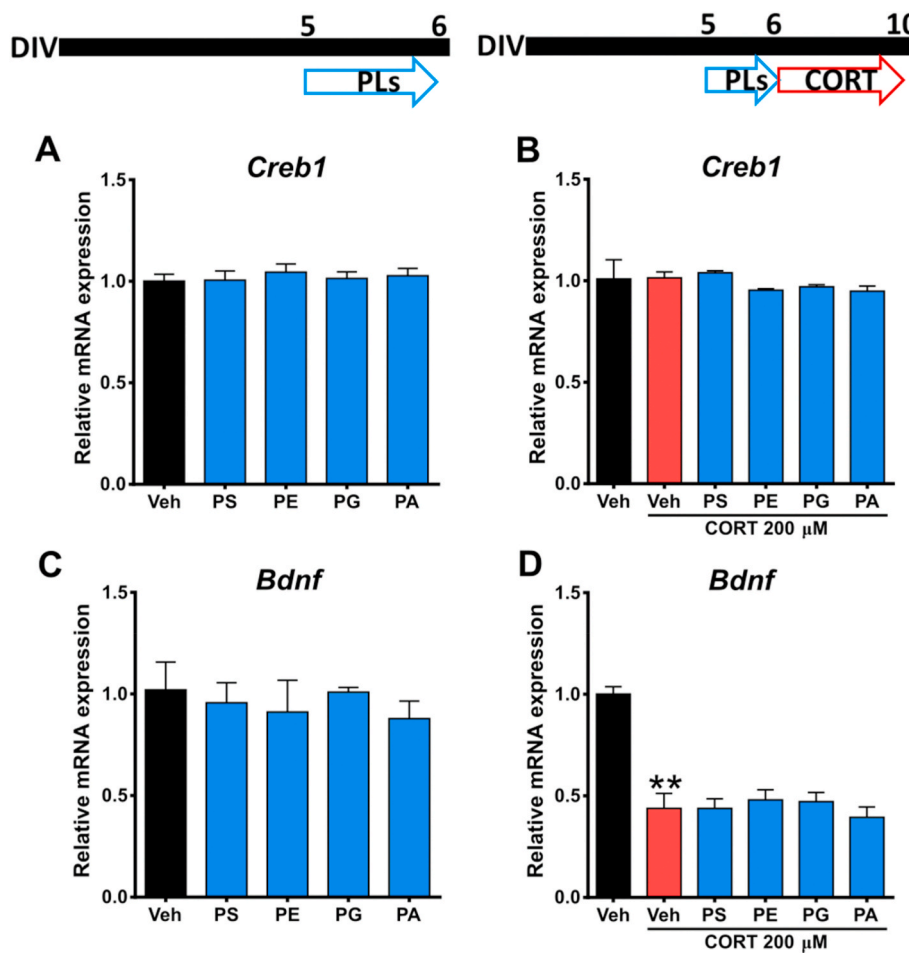 5 6
DIV
PLs
5 6 10
DIV
PLs CORT
A
Creb1
Relative mRNA expression
1.5
1.0
0.5
0.0
Veh PS PE PG PA
B
Creb1
Relative mRNA expression
1.5
1.0
0.5
0.0
Veh Veh PS PE PG PA
CORT 200 μM
C
Bdnf
Relative mRNA expression
1.5
1.0
0.5
0.0
Veh PS PE PG PA
D
Bdnf
Relative mRNA expression
1.5
1.0
0.5
0.0
**
Veh Veh PS PE PG PA
CORT 200 μM